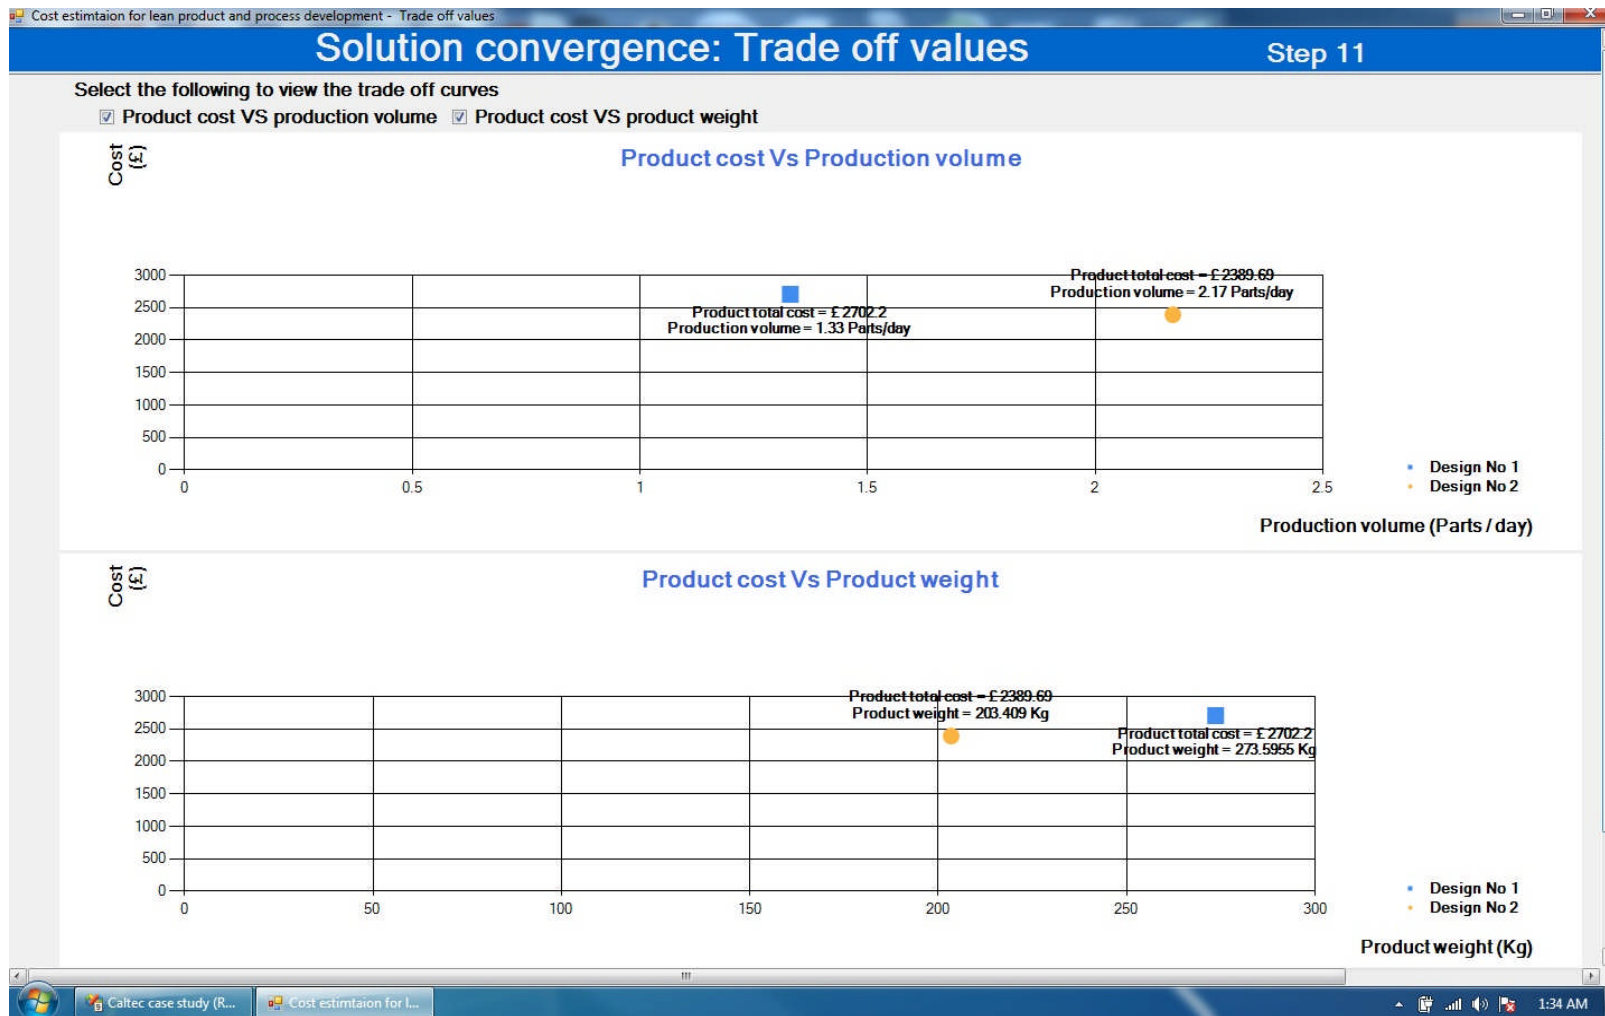 Cost estimtaion for lean product and process development - Trade off values
Solution convergence: Trade off values
Step 11
Select the following to view the trade off curves
Product cost VS production volume
Product cost VS product weight
Cost
(£)
Product cost Vs Production volume
Product total cost = £ 2389.69
Production volume = 2.17 Parts/day
Product total cost = £ 2702.2
Production volume = 1.33 Parts/day
3000
2500
2000
1500
1000
500
0
0 0.5 1 1.5 2 2.5
Design No 1
Design No 2
Production volume (Parts / day)
Cost
(£)
Product cost Vs Product weight
Product total cost = £ 2389.69
Product weight = 203.409 Kg
Product total cost = £ 2702.2
Product weight = 273.5955 Kg
3000
2500
2000
1500
1000
500
0
0 50 100 150 200 250 300
Design No 1
Design No 2
Product weight (Kg)
Caltec case study (R...
Cost estimtaion for l...
1:34 AM